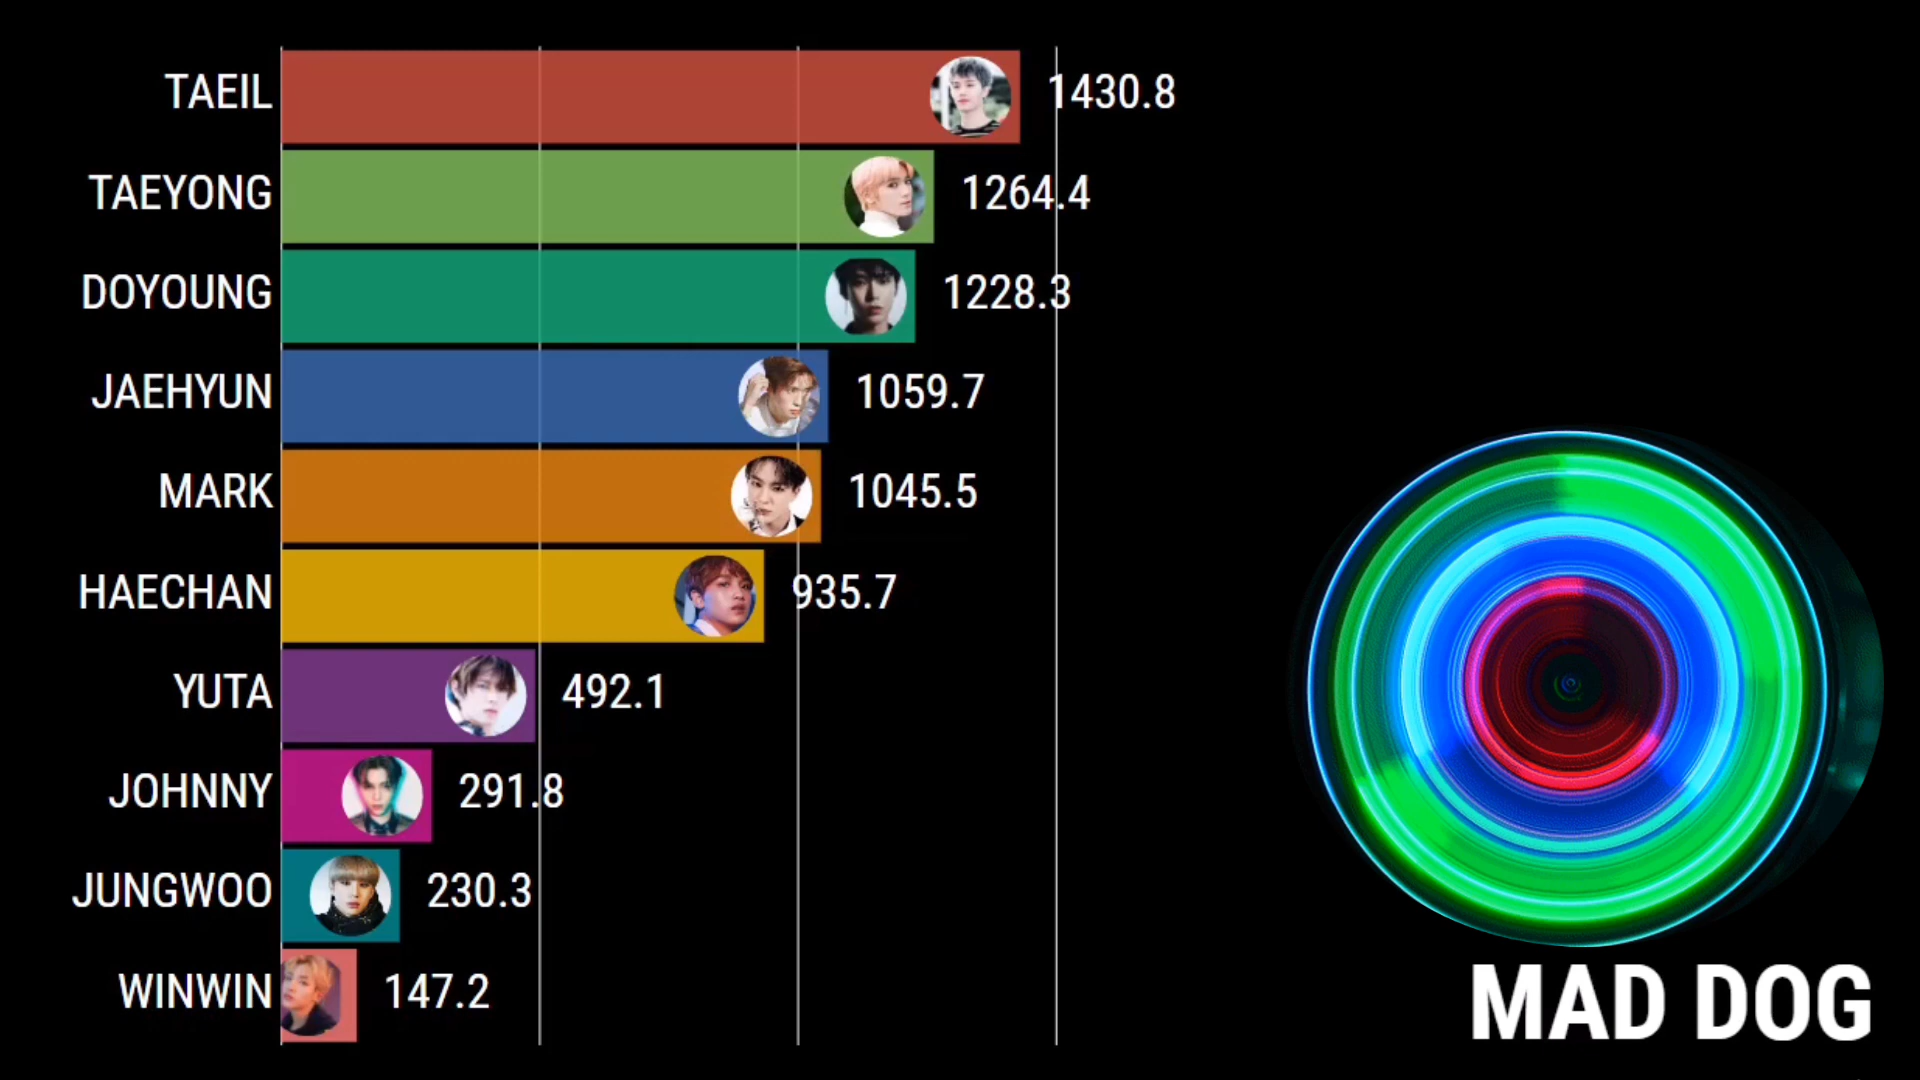 TAEIL 1430.8
TAEYONG 1264.4
DOYOUNG 1228.3
JAEHYUN 1059.7
MARK 1045.5
HAECHAN 935.7
YUTA 492.1
JOHNNY 291.8
JUNGWOO 230.3
WINWIN 147.2
MAD DOG